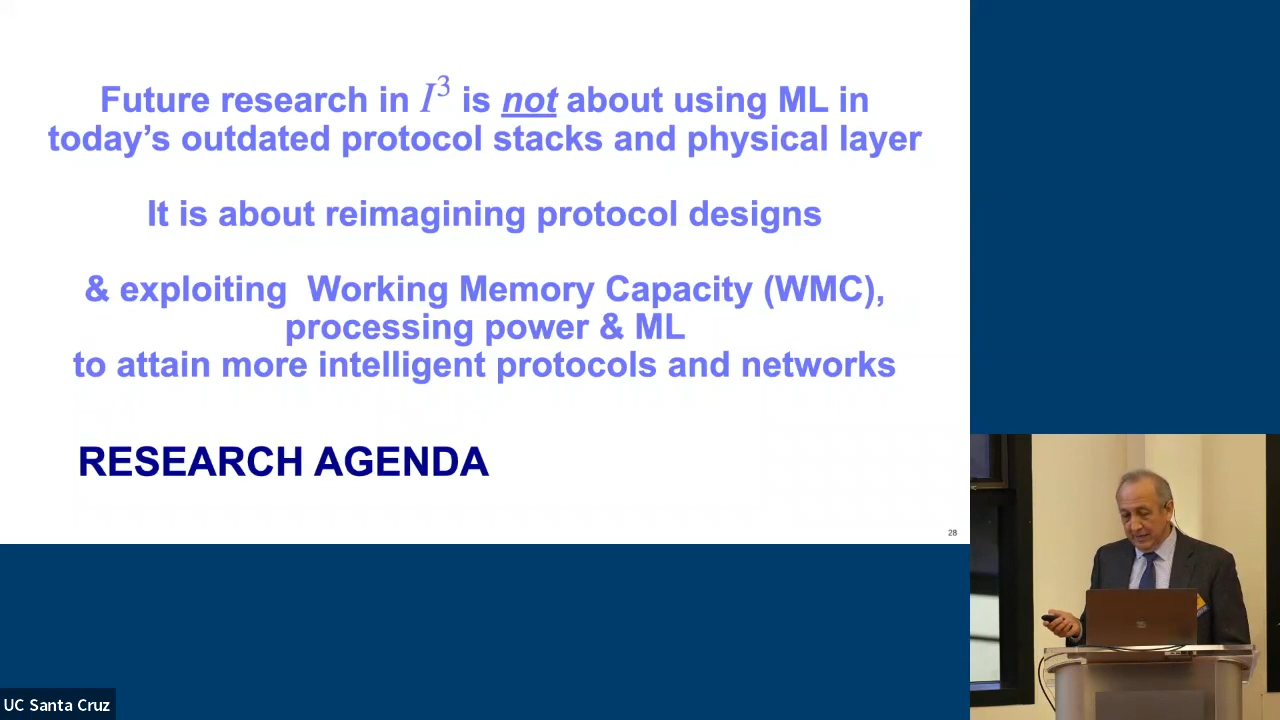 Future research in I³ is not about using ML in
today's outdated protocol stacks and physical layer
It is about reimagining protocol designs
& exploiting Working Memory Capacity (WMC),
processing power & ML
to attain more intelligent protocols and networks
RESEARCH AGENDA
28
UC Santa Cruz